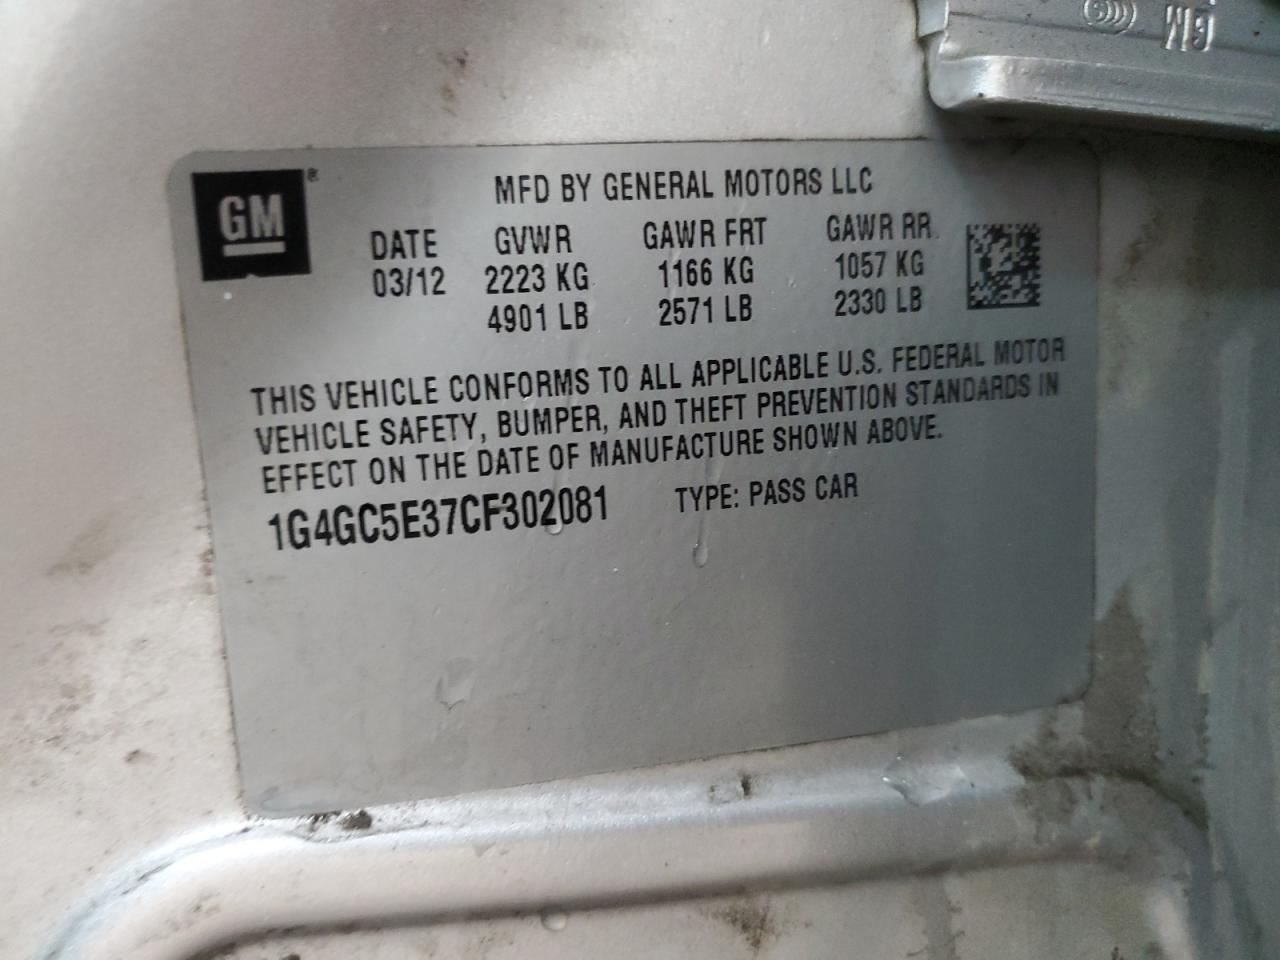 GM
GM®
MFD BY GENERAL MOTORS LLC
DATE GVWR GAWR FRT GAWR RR
03/12 2223 KG 1166 KG 1057 KG
4901 LB 2571 LB 2330 LB
THIS VEHICLE CONFORMS TO ALL APPLICABLE U.S. FEDERAL MOTOR
VEHICLE SAFETY, BUMPER, AND THEFT PREVENTION STANDARDS IN
EFFECT ON THE DATE OF MANUFACTURE SHOWN ABOVE.
1G4GC5E37CF302081 TYPE: PASS CAR